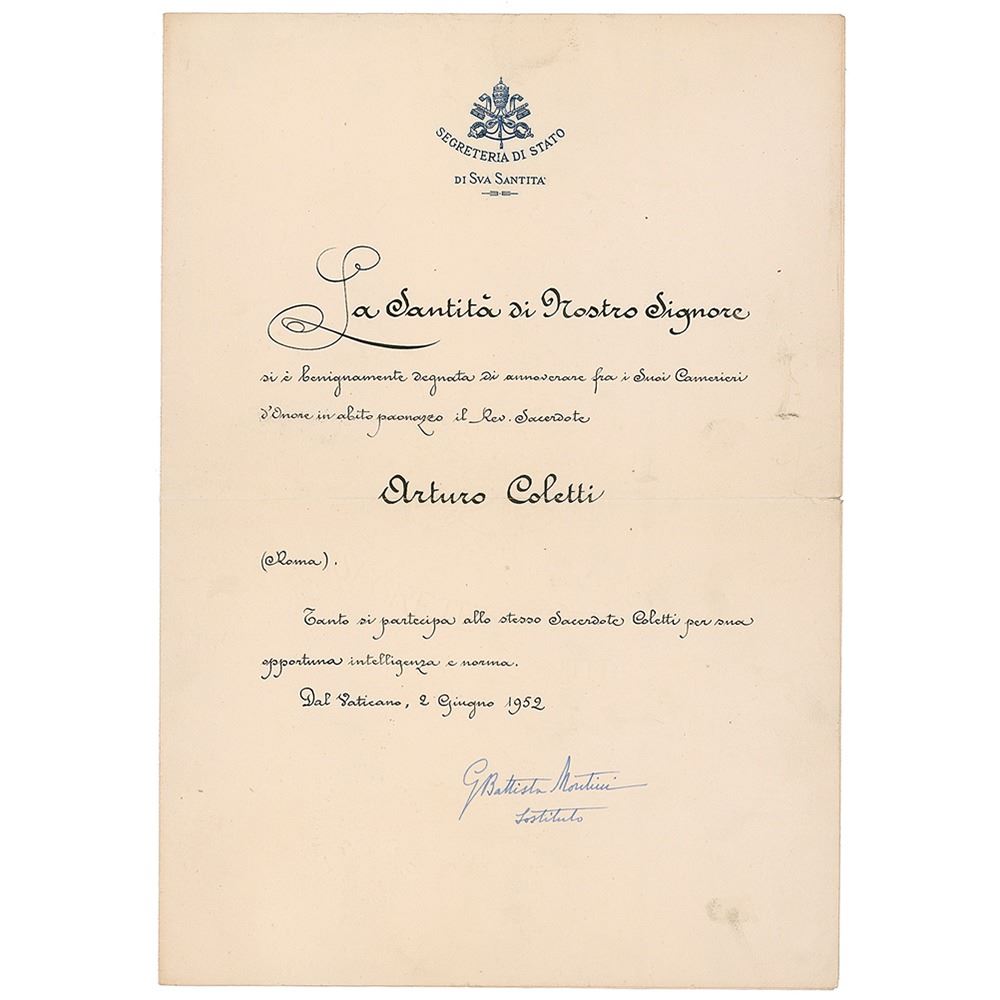 SEGRETERIA DI STATO
DI SVA SANTITA'
La Santità di Nostro Signore
si è benignamente degnata di annoverare fra i Suoi Camerieri
d'Onore in abito paonazzo il Rev. Sacerdote
Arturo Coletti
(Roma).
Tanto si partecipa allo stesso Sacerdote Coletti per sua
opportuna intelligenza e norma.
Dal Vaticano, 2 Giugno 1952
GBattista Montini
Sostituto